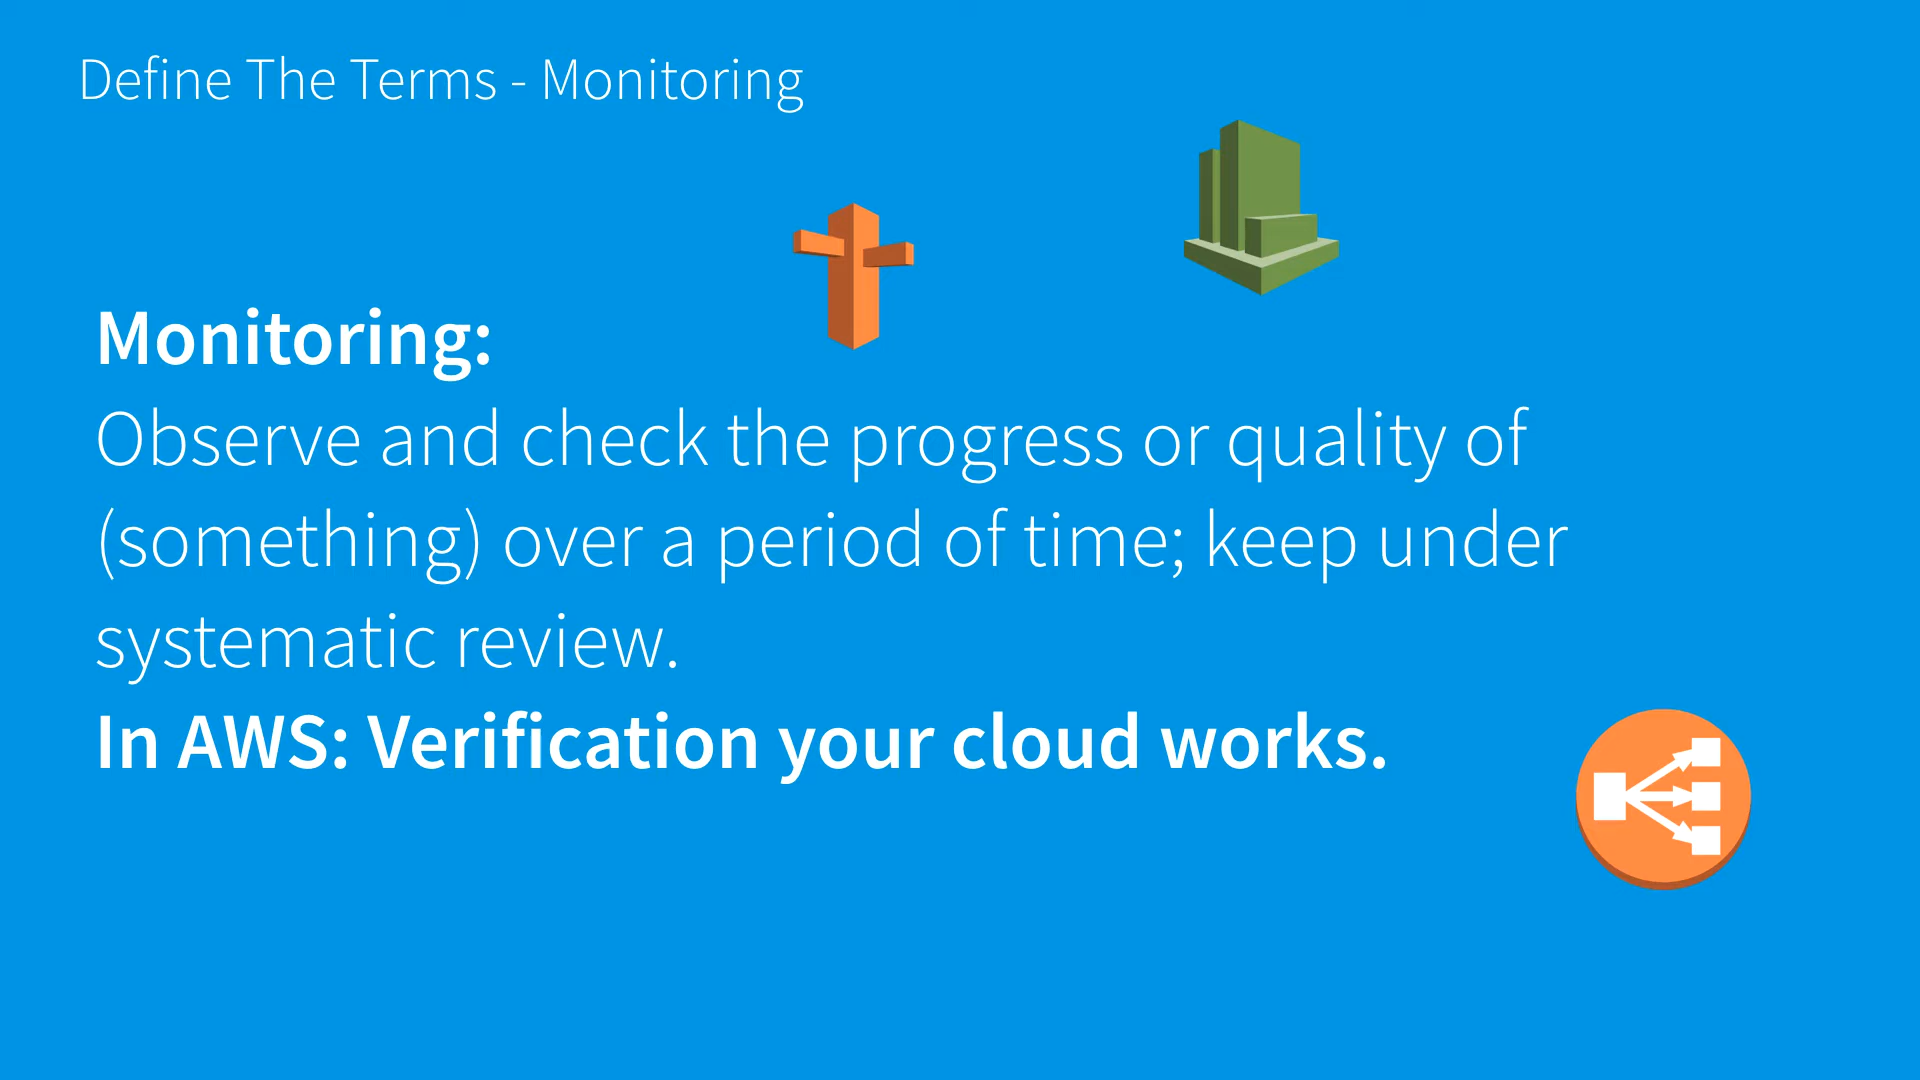 Define The Terms - Monitoring
Monitoring:
Observe and check the progress or quality of
(something) over a period of time; keep under
systematic review.
In AWS: Verification your cloud works.